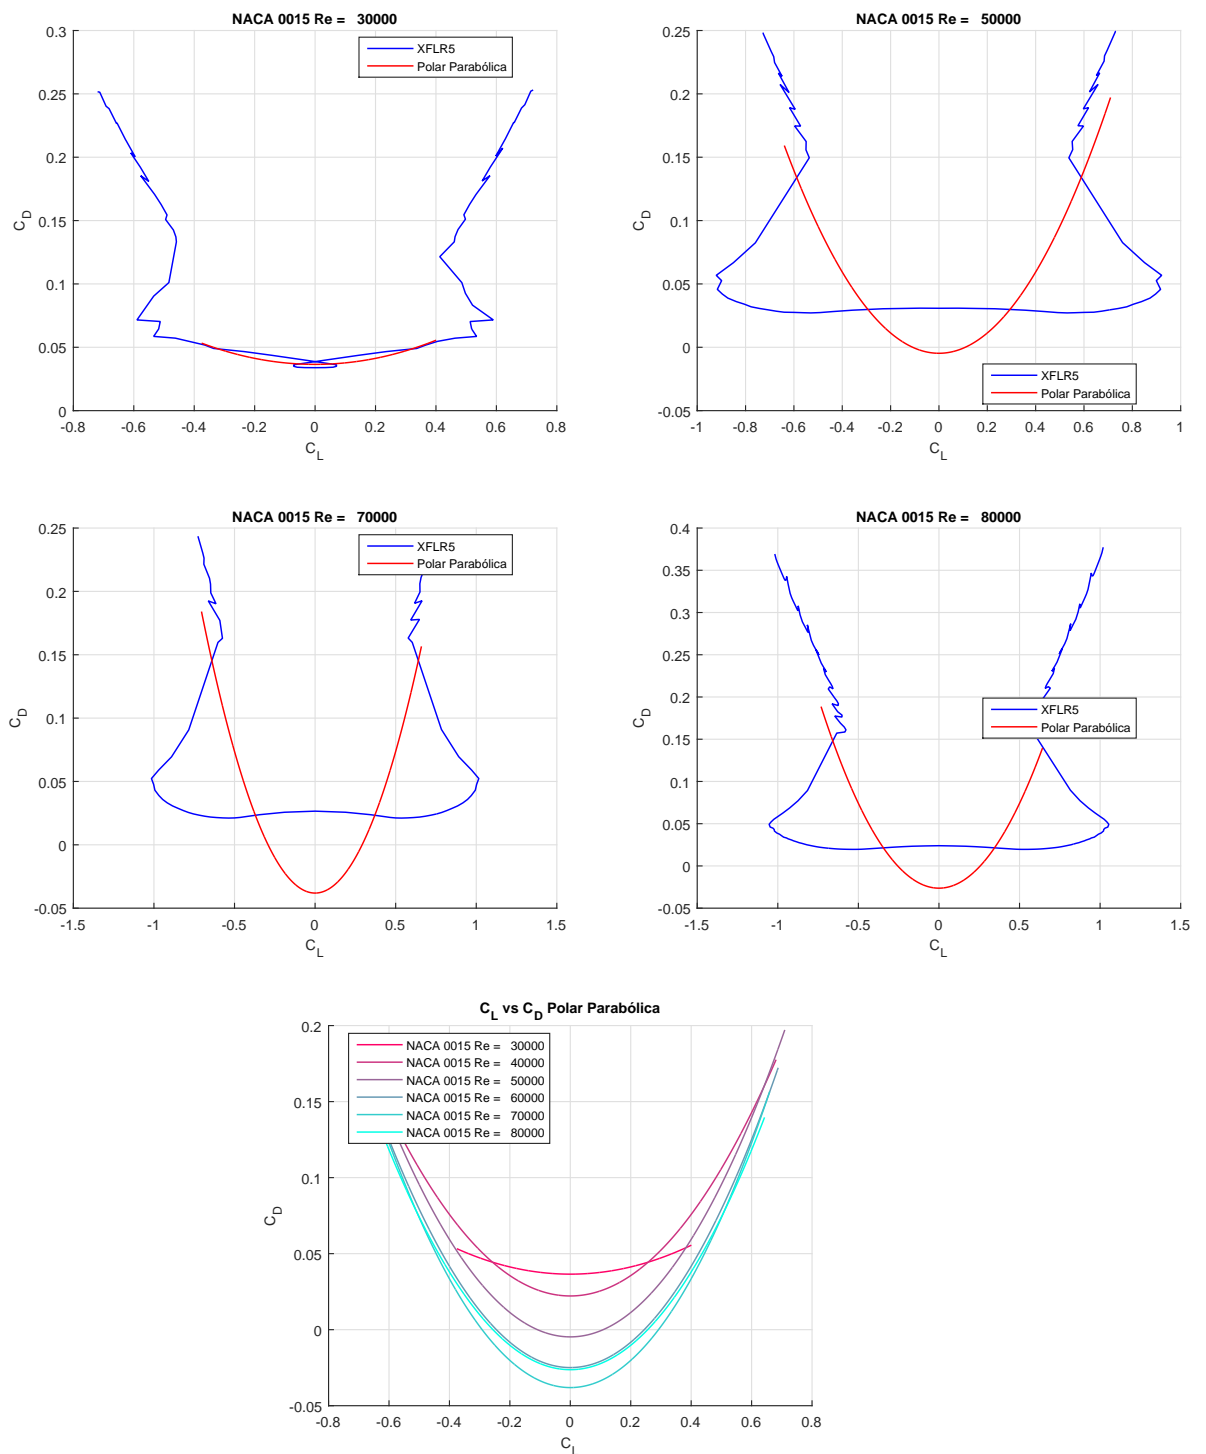 NACA 0015 Re = 30000
0.3
0.25
0.2
0.15
0.1
0.05
0
C_D
-0.8 -0.6 -0.4 -0.2 0 0.2 0.4 0.6 0.8
C_L
XFLR5
Polar Parabólica
NACA 0015 Re = 50000
0.25
0.2
0.15
0.1
0.05
0
-0.05
C_D
-1 -0.8 -0.6 -0.4 -0.2 0 0.2 0.4 0.6 0.8 1
C_L
XFLR5
Polar Parabólica
NACA 0015 Re = 70000
0.25
0.2
0.15
0.1
0.05
0
-0.05
C_D
-1.5 -1 -0.5 0 0.5 1 1.5
C_L
XFLR5
Polar Parabólica
NACA 0015 Re = 80000
0.4
0.35
0.3
0.25
0.2
0.15
0.1
0.05
0
-0.05
C_D
-1.5 -1 -0.5 0 0.5 1 1.5
C_L
XFLR5
Polar Parabólica
C_L vs C_D Polar Parabólica
0.2
0.15
0.1
0.05
0
-0.05
C_D
-0.8 -0.6 -0.4 -0.2 0 0.2 0.4 0.6 0.8
C_L
NACA 0015 Re = 30000
NACA 0015 Re = 40000
NACA 0015 Re = 50000
NACA 0015 Re = 60000
NACA 0015 Re = 70000
NACA 0015 Re = 80000